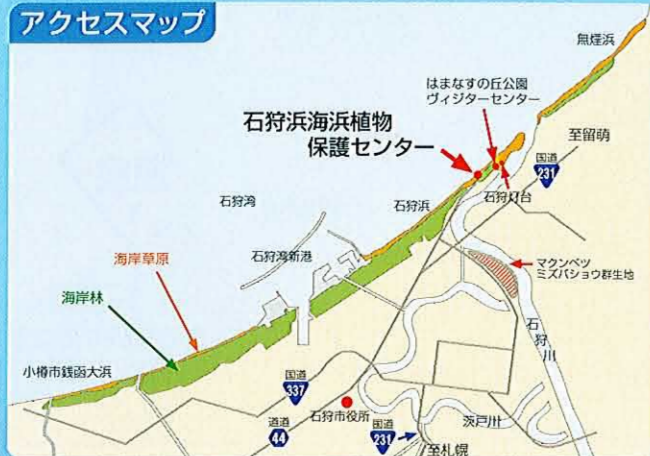 アクセスマップ
無煙浜
はまなすの丘公園
ヴィジターセンター
石狩浜海浜植物
保護センター
至留萌
国道
231
石狩灯台
石狩湾
石狩浜
石狩湾新港
海岸草原
海岸林
マクンベツ
ミズバショウ群生地
石狩川
小樽市銭函大浜
国道
337
石狩市役所
道道
44
国道
231
茨戸川
至札幌